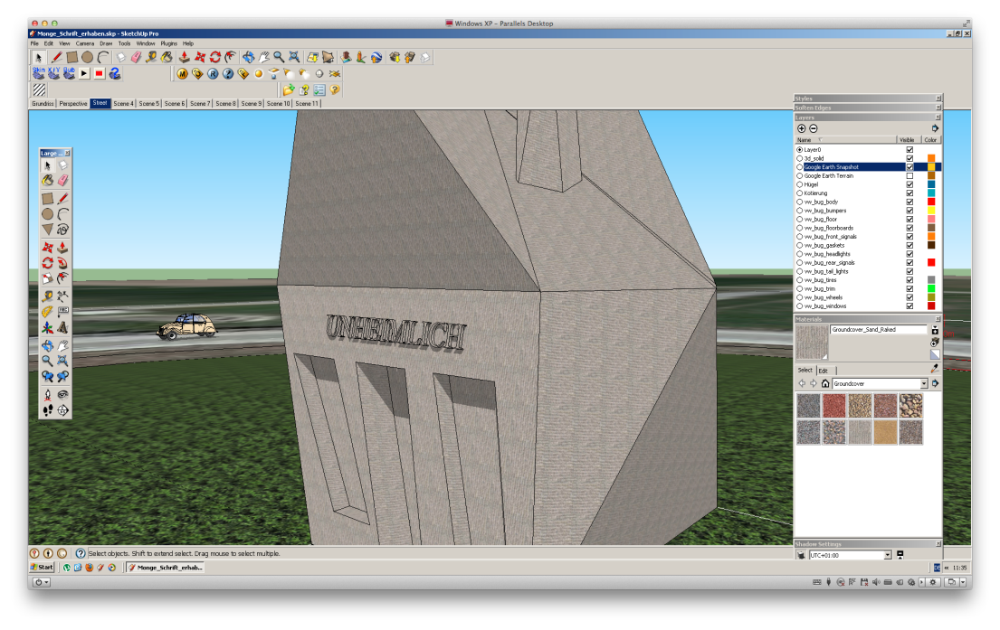 Windows XP - Parallels Desktop
Monge_Schrift_erhaben.skp - SketchUp Pro
File Edit View Camera Draw Tools Window Plugins Help
Skin X/Y Bub
M R
Grundriss Perspective Street Scene 4 Scene 5 Scene 6 Scene 7 Scene 8 Scene 9 Scene 10 Scene 11
Large ...
UNHEIMLICH
Styles
Soften Edges
Layers
Name Visible Color
Layer0
3d_solid
Google Earth Snapshot
Google Earth Terrain
Hügel
Kotierung
vw_bug_body
vw_bug_bumpers
vw_bug_floor
vw_bug_floorboards
vw_bug_front_signals
vw_bug_gaskets
vw_bug_headlights
vw_bug_rear_signals
vw_bug_tail_lights
vw_bug_tires
vw_bug_trim
vw_bug_wheels
vw_bug_windows
Materials
Groundcover_Sand_Raked
Select Edit
Groundcover
Shadow Settings
UTC+01:00
Select objects. Shift to extend select. Drag mouse to select multiple.
Start
Monge_Schrift_erhab...
DE « 11:35